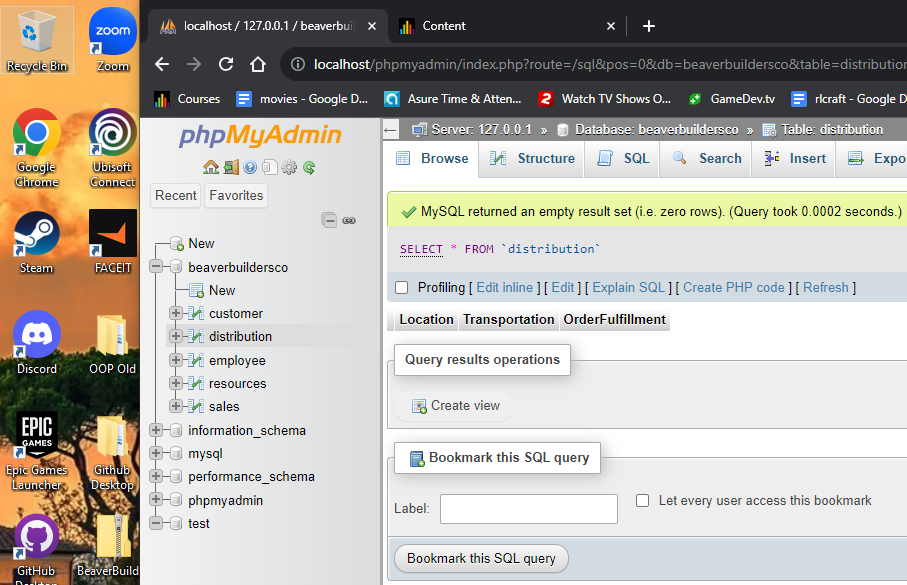 Recycle Bin
zoom
Zoom
Google
Chrome
Ubisoft
Connect
Steam
FACEIT
Discord
OOP Old
EPIC
GAMES
Epic Games
Launcher
Github
Desktop
GitHub
Desktop
BeaverBuild
localhost / 127.0.0.1 / beaverbuil
Content
localhost/phpmyadmin/index.php?route=/sql&pos=0&db=beaverbuildersco&table=distribution
Courses
movies - Google D...
Asure Time & Atten...
2
Watch TV Shows O...
GameDev.tv
rlcraft - Google D
phpMyAdmin
Recent
Favorites
New
beaverbuildersco
New
customer
distribution
employee
resources
sales
information_schema
mysql
performance_schema
phpmyadmin
test
Server: 127.0.0.1 » Database: beaverbuildersco » Table: distribution
Browse
Structure
SQL
Search
Insert
Expo
MySQL returned an empty result set (i.e. zero rows). (Query took 0.0002 seconds.)
SELECT * FROM `distribution`
Profiling [ Edit inline ] [ Edit ] [ Explain SQL ] [ Create PHP code ] [ Refresh ]
Location Transportation OrderFulfillment
Query results operations
Create view
Bookmark this SQL query
Label:
Let every user access this bookmark
Bookmark this SQL query